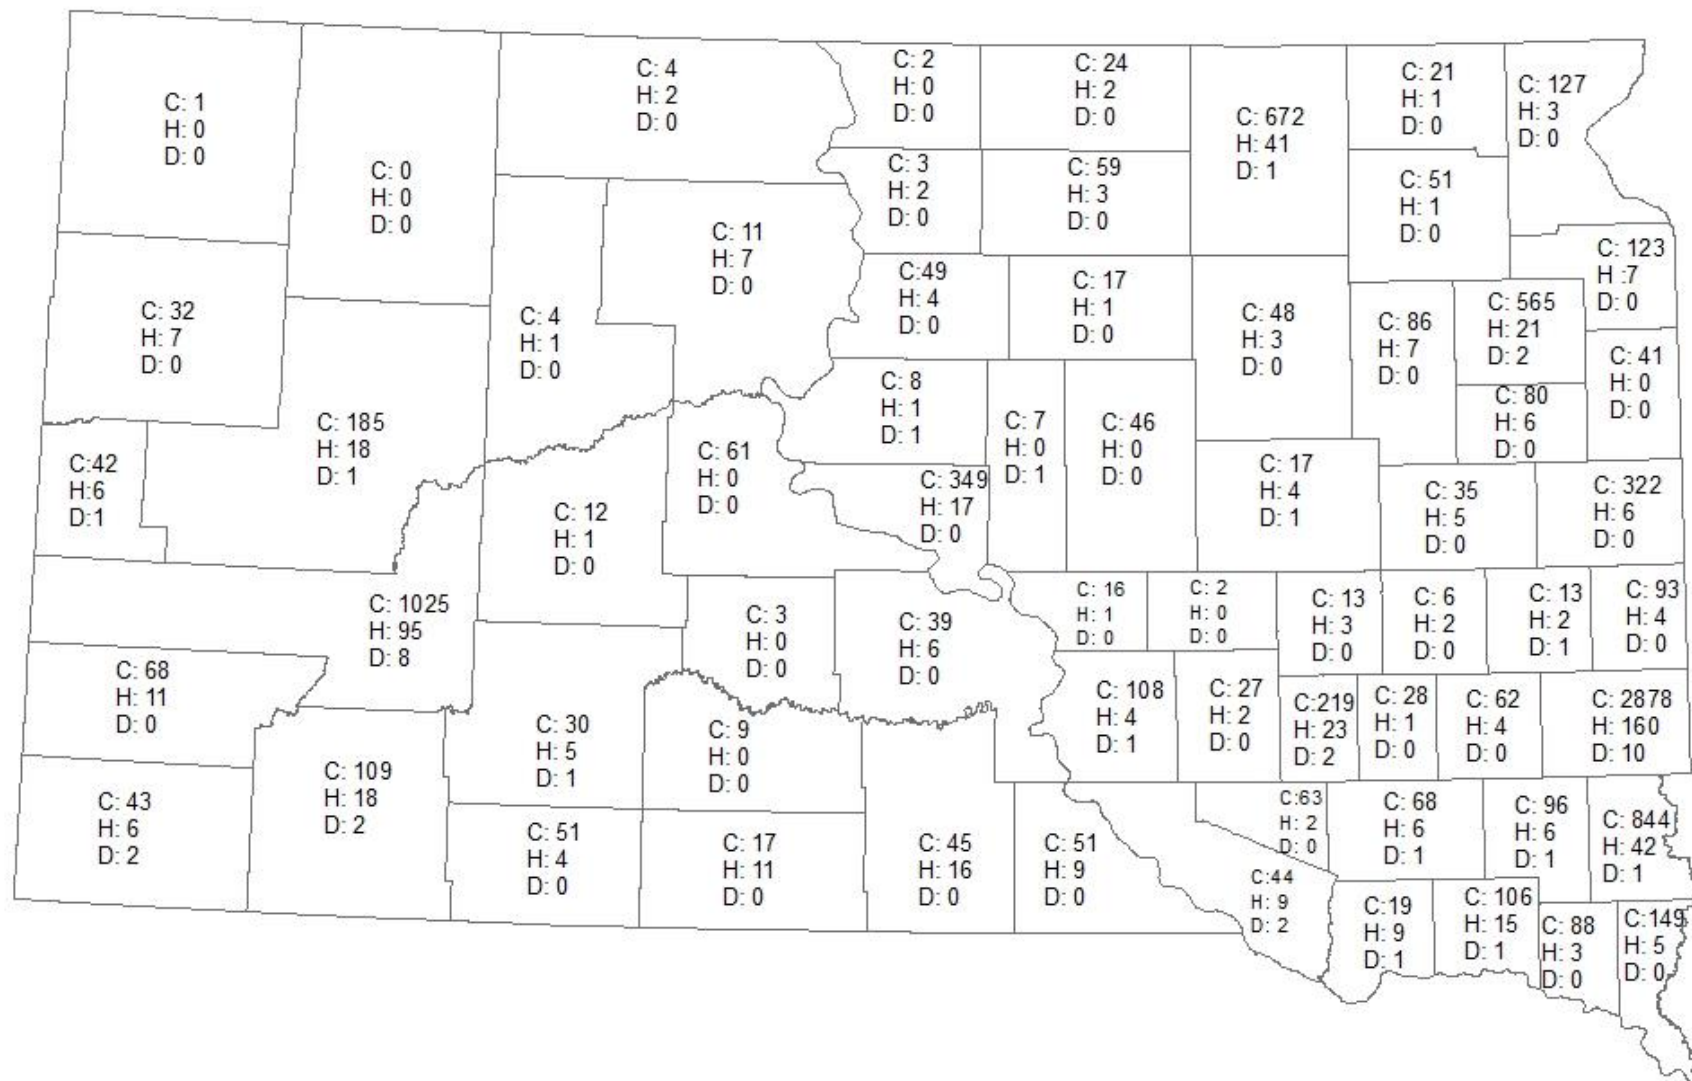 C: 1
H: 0
D: 0
C: 0
H: 0
D: 0
C: 4
H: 2
D: 0
C: 2
H: 0
D: 0
C: 24
H: 2
D: 0
C: 672
H: 41
D: 1
C: 21
H: 1
D: 0
C: 127
H: 3
D: 0
C: 3
H: 2
D: 0
C: 59
H: 3
D: 0
C: 51
H: 1
D: 0
C: 11
H: 7
D: 0
C: 123
H :7
D: 0
C: 32
H: 7
D: 0
C: 4
H: 1
D: 0
C:49
H: 4
D: 0
C: 17
H: 1
D: 0
C: 48
H: 3
D: 0
C: 86
H: 7
D: 0
C: 565
H: 21
D: 2
C: 41
H: 0
D: 0
C: 185
H: 18
D: 1
C: 8
H: 1
D: 1
C: 7
H: 0
D: 1
C: 46
H: 0
D: 0
C: 80
H: 6
D: 0
C:42
H:6
D:1
C: 61
H: 0
D: 0
C: 349
H: 17
D: 0
C: 17
H: 4
D: 1
C: 35
H: 5
D: 0
C: 322
H: 6
D: 0
C: 12
H: 1
D: 0
C: 1025
H: 95
D: 8
C: 3
H: 0
D: 0
C: 39
H: 6
D: 0
C: 16
H: 1
D: 0
C: 2
H: 0
D: 0
C: 13
H: 3
D: 0
C: 6
H: 2
D: 0
C: 13
H: 2
D: 1
C: 93
H: 4
D: 0
C: 68
H: 11
D: 0
C: 30
H: 5
D: 1
C: 9
H: 0
D: 0
C: 108
H: 4
D: 1
C: 27
H: 2
D: 0
C:219
H: 23
D: 2
C: 28
H: 1
D: 0
C: 62
H: 4
D: 0
C: 2878
H: 160
D: 10
C: 43
H: 6
D: 2
C: 109
H: 18
D: 2
C: 51
H: 4
D: 0
C: 17
H: 11
D: 0
C: 45
H: 16
D: 0
C: 51
H: 9
D: 0
C:63
H: 2
D: 0
C: 68
H: 6
D: 1
C: 96
H: 6
D: 1
C: 844
H: 42
D: 1
C:44
H: 9
D: 2
C:19
H: 9
D: 1
C: 106
H: 15
D: 1
C: 88
H: 3
D: 0
C:149
H: 5
D: 0